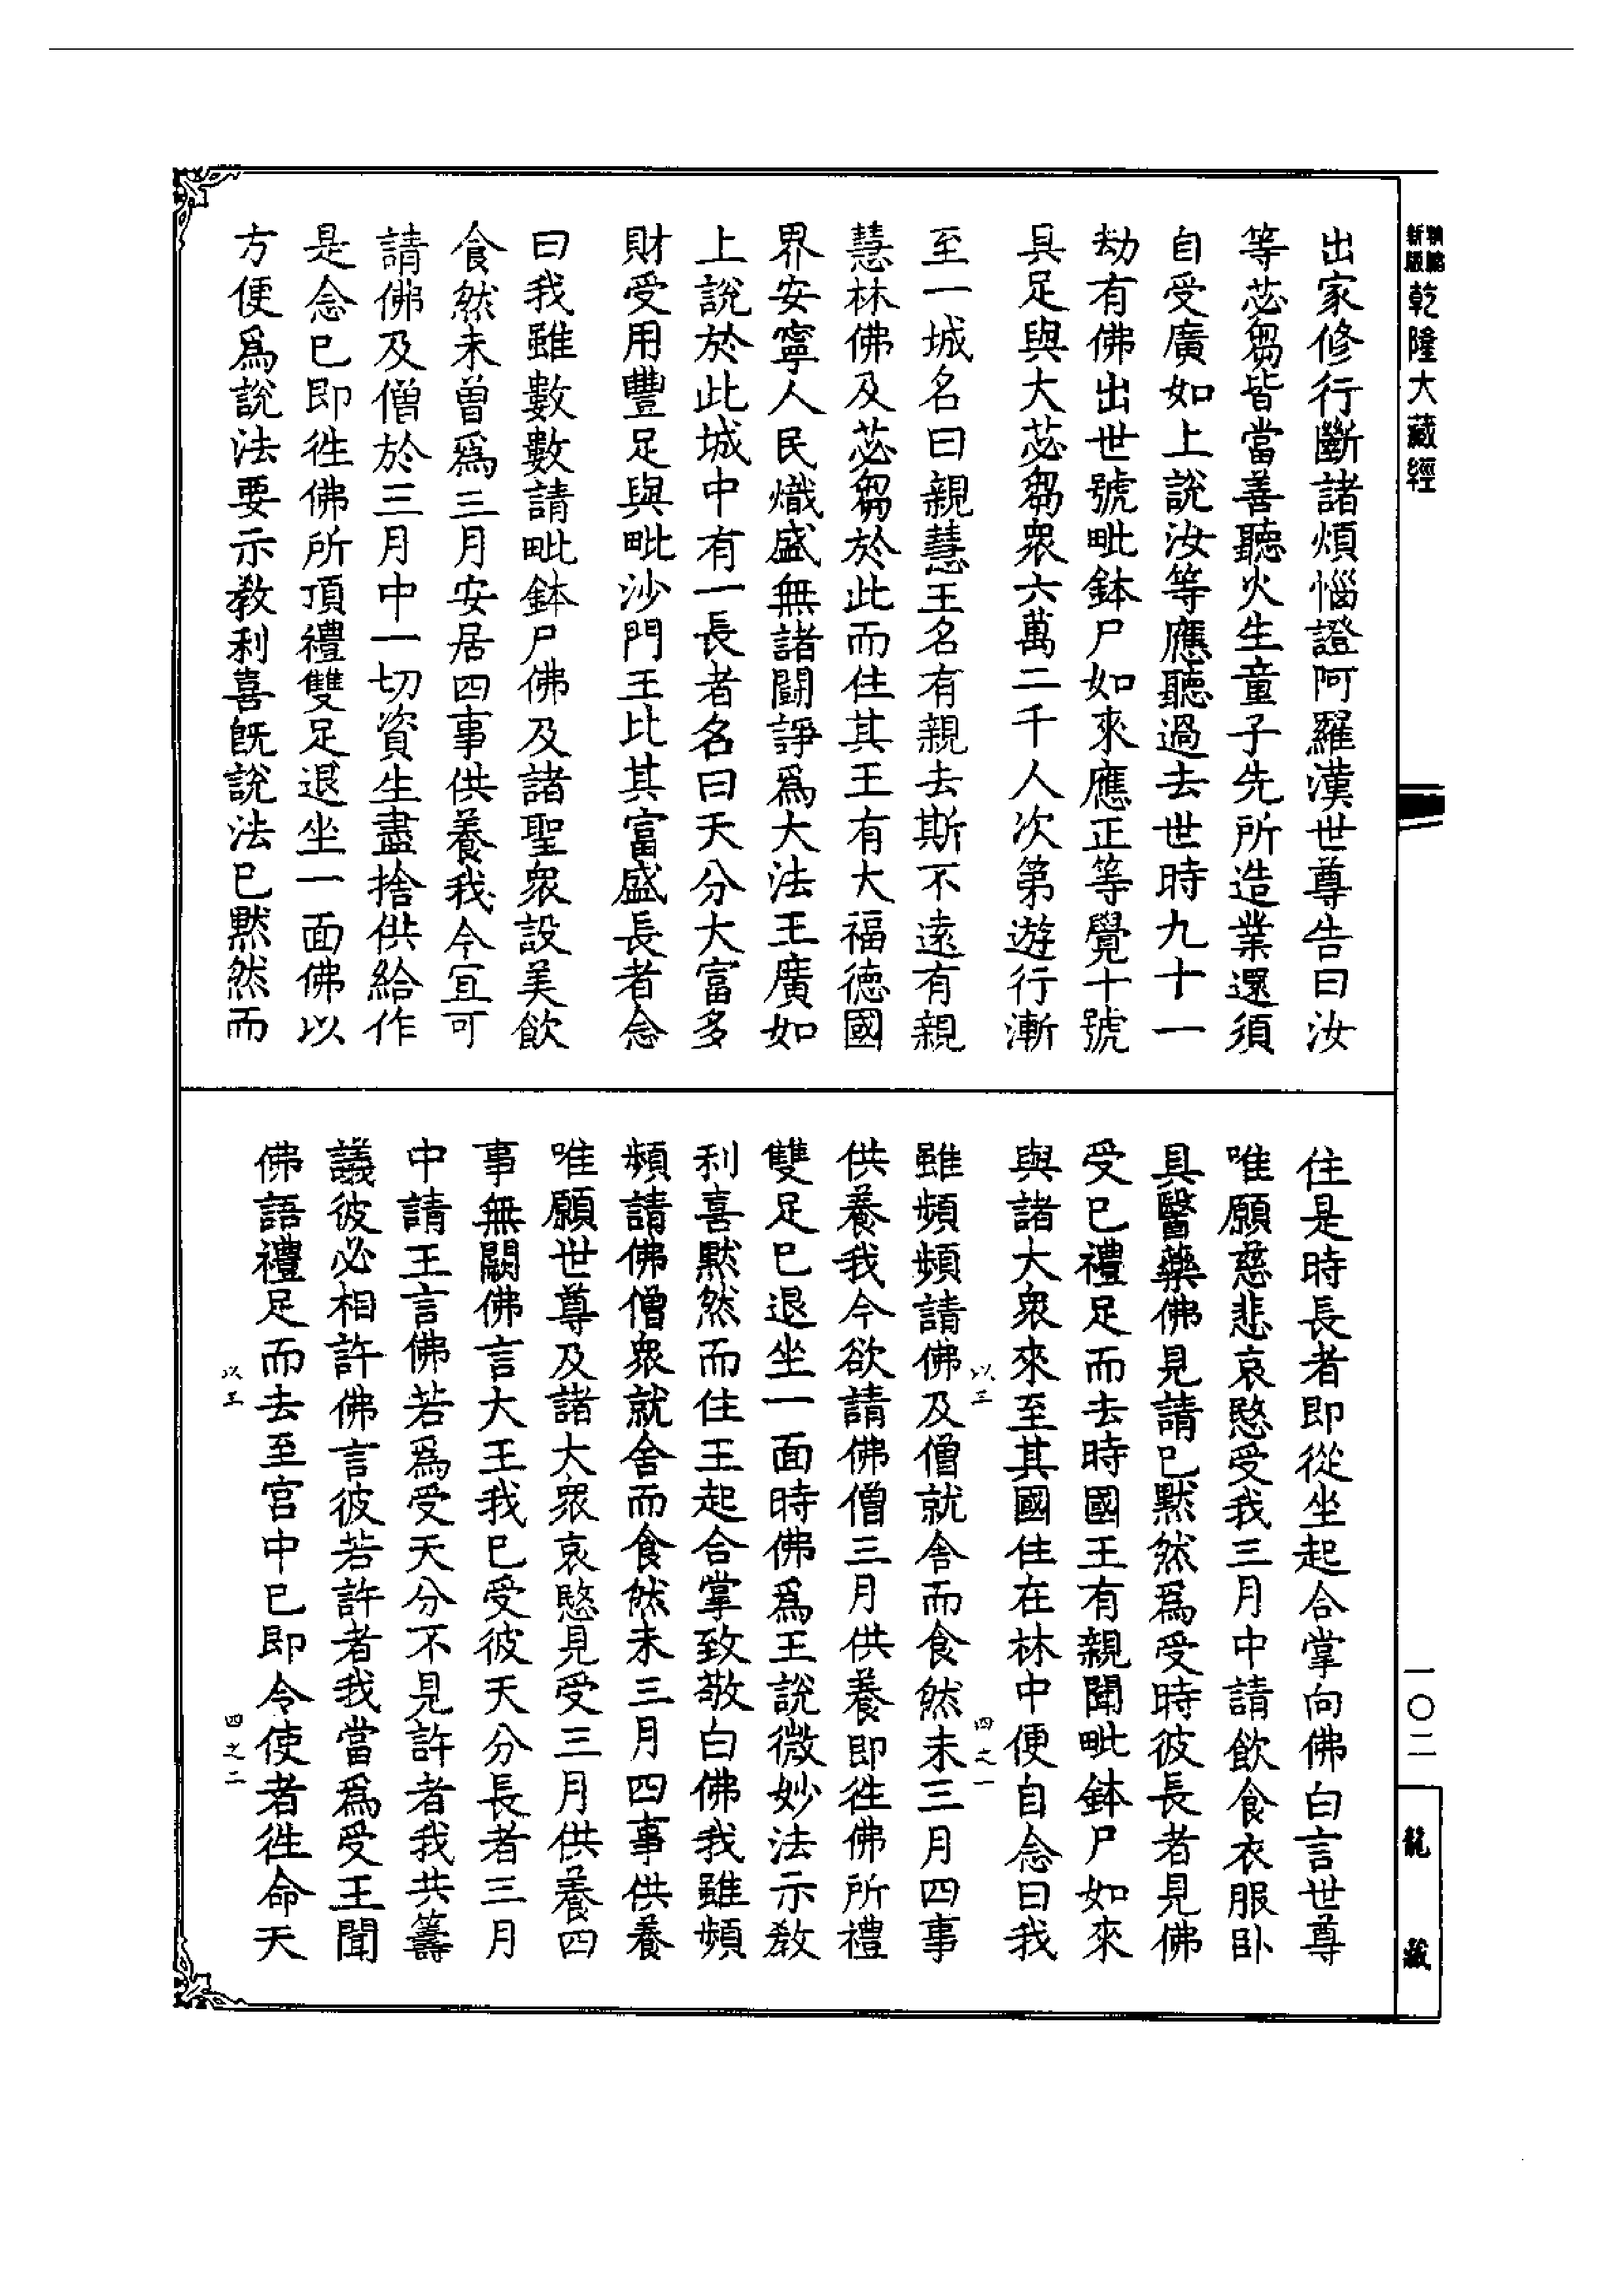 乾隆大藏經
出家修行斷諸煩惱證阿羅漢世尊告曰汝
等苾芻皆當善聽火生童子先所造業還須
自受廣如上說汝等應聽過去世時九十一
劫有佛出世號毗鉢尸如來應正等覺十號
具足與大苾芻衆六萬二千人次第遊行漸
至一城名曰親慧王名有親去斯不遠有親
慧林佛及苾芻於此而住其王有大福德國
界安寧人民熾盛無諸鬬諍爲大法王廣如
上說於此城中有一長者名曰天分大富多
財受用豐足與毗沙門王比其富盛長者念
曰我雖數數請毗鉢尸佛及諸聖衆設美飲
食然未曾爲三月安居四事供養我今宜可
請佛及僧於三月中一切資生盡捨供給作
是念已即徃佛所頂禮雙足退坐一面佛以
方便爲說法要示教利喜旣說法已默然而
住是時長者即從坐起合掌向佛白言世尊
唯願慈悲哀愍受我三月中請飲食衣服卧
具醫藥佛見請已默然爲受時彼長者見佛
受已禮足而去時國王有親聞毗鉢尸如來
與諸大衆來至其國住在林中便自念曰我
雖頻頻請佛及僧就舍而食然未三月四事
供養我今欲請佛僧三月供養即徃佛所禮
雙足已退坐一面時佛爲王說微妙法示教
利喜默然而住王起合掌致敬白佛我雖頻
頻請佛僧衆就舍而食然未三月四事供養
唯願世尊及諸大衆哀愍見受三月供養四
事無闕佛言大王我已受彼天分長者三月
中請王言佛若爲受天分不見許者我共籌
議彼必相許佛言彼若許者我當爲受王聞
佛語禮足而去至宮中已即令使者徃命天
以三 四之一
以三 四之二
一〇二
龍藏